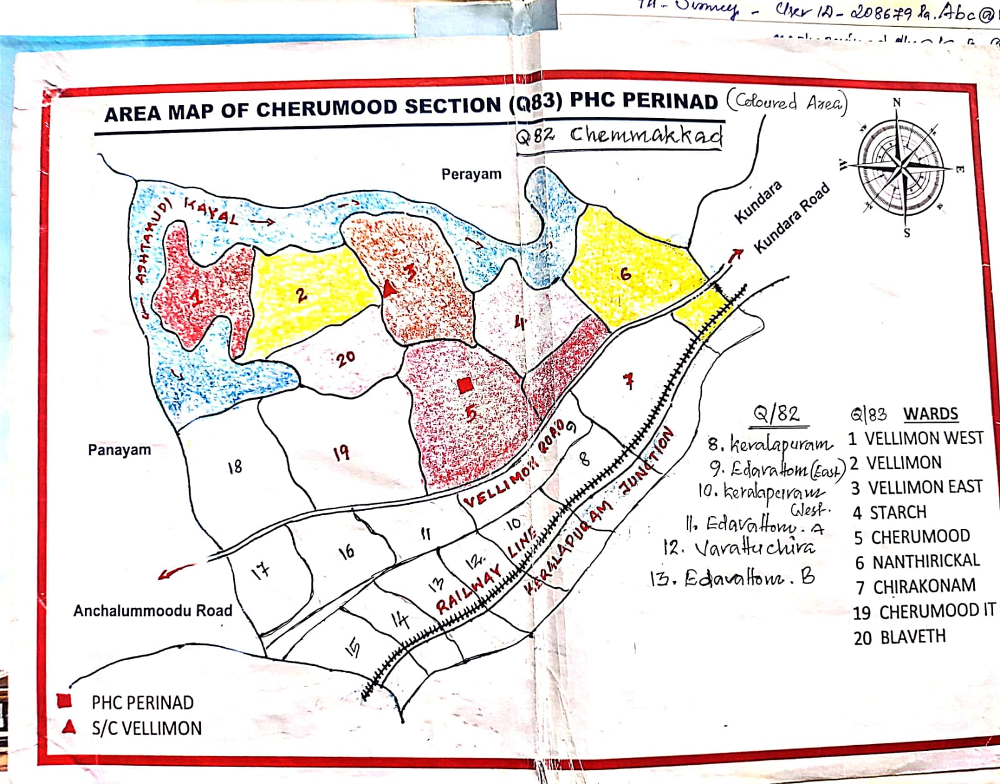 User ID - 208679
AREA MAP OF CHERUMOOD SECTION (Q83) PHC PERINAD (Coloured Area)
Q82 Chemmakkad
N
W
E
S
Perayam
Kundara
Kundara Road
ASHTAMUDI KAYAL
1
2
3
4
6
20
5
7
Panayam
18
19
VELLIMON ROAD
9
8
10
11
16
17
12.
13
14
15
RAILWAY LINE
KERALAPURAM JUNCTION
Anchalummoodu Road
Q/82
8. Keralapuram
9. Edavattom (East)
10. Keralapuram
West.
11. Edavattom. A
12. Varattuchira
13. Edavattom. B
Q/83 WARDS
1 VELLIMON WEST
2 VELLIMON
3 VELLIMON EAST
4 STARCH
5 CHERUMOOD
6 NANTHIRICKAL
7 CHIRAKONAM
19 CHERUMOOD IT
20 BLAVETH
PHC PERINAD
S/C VELLIMON